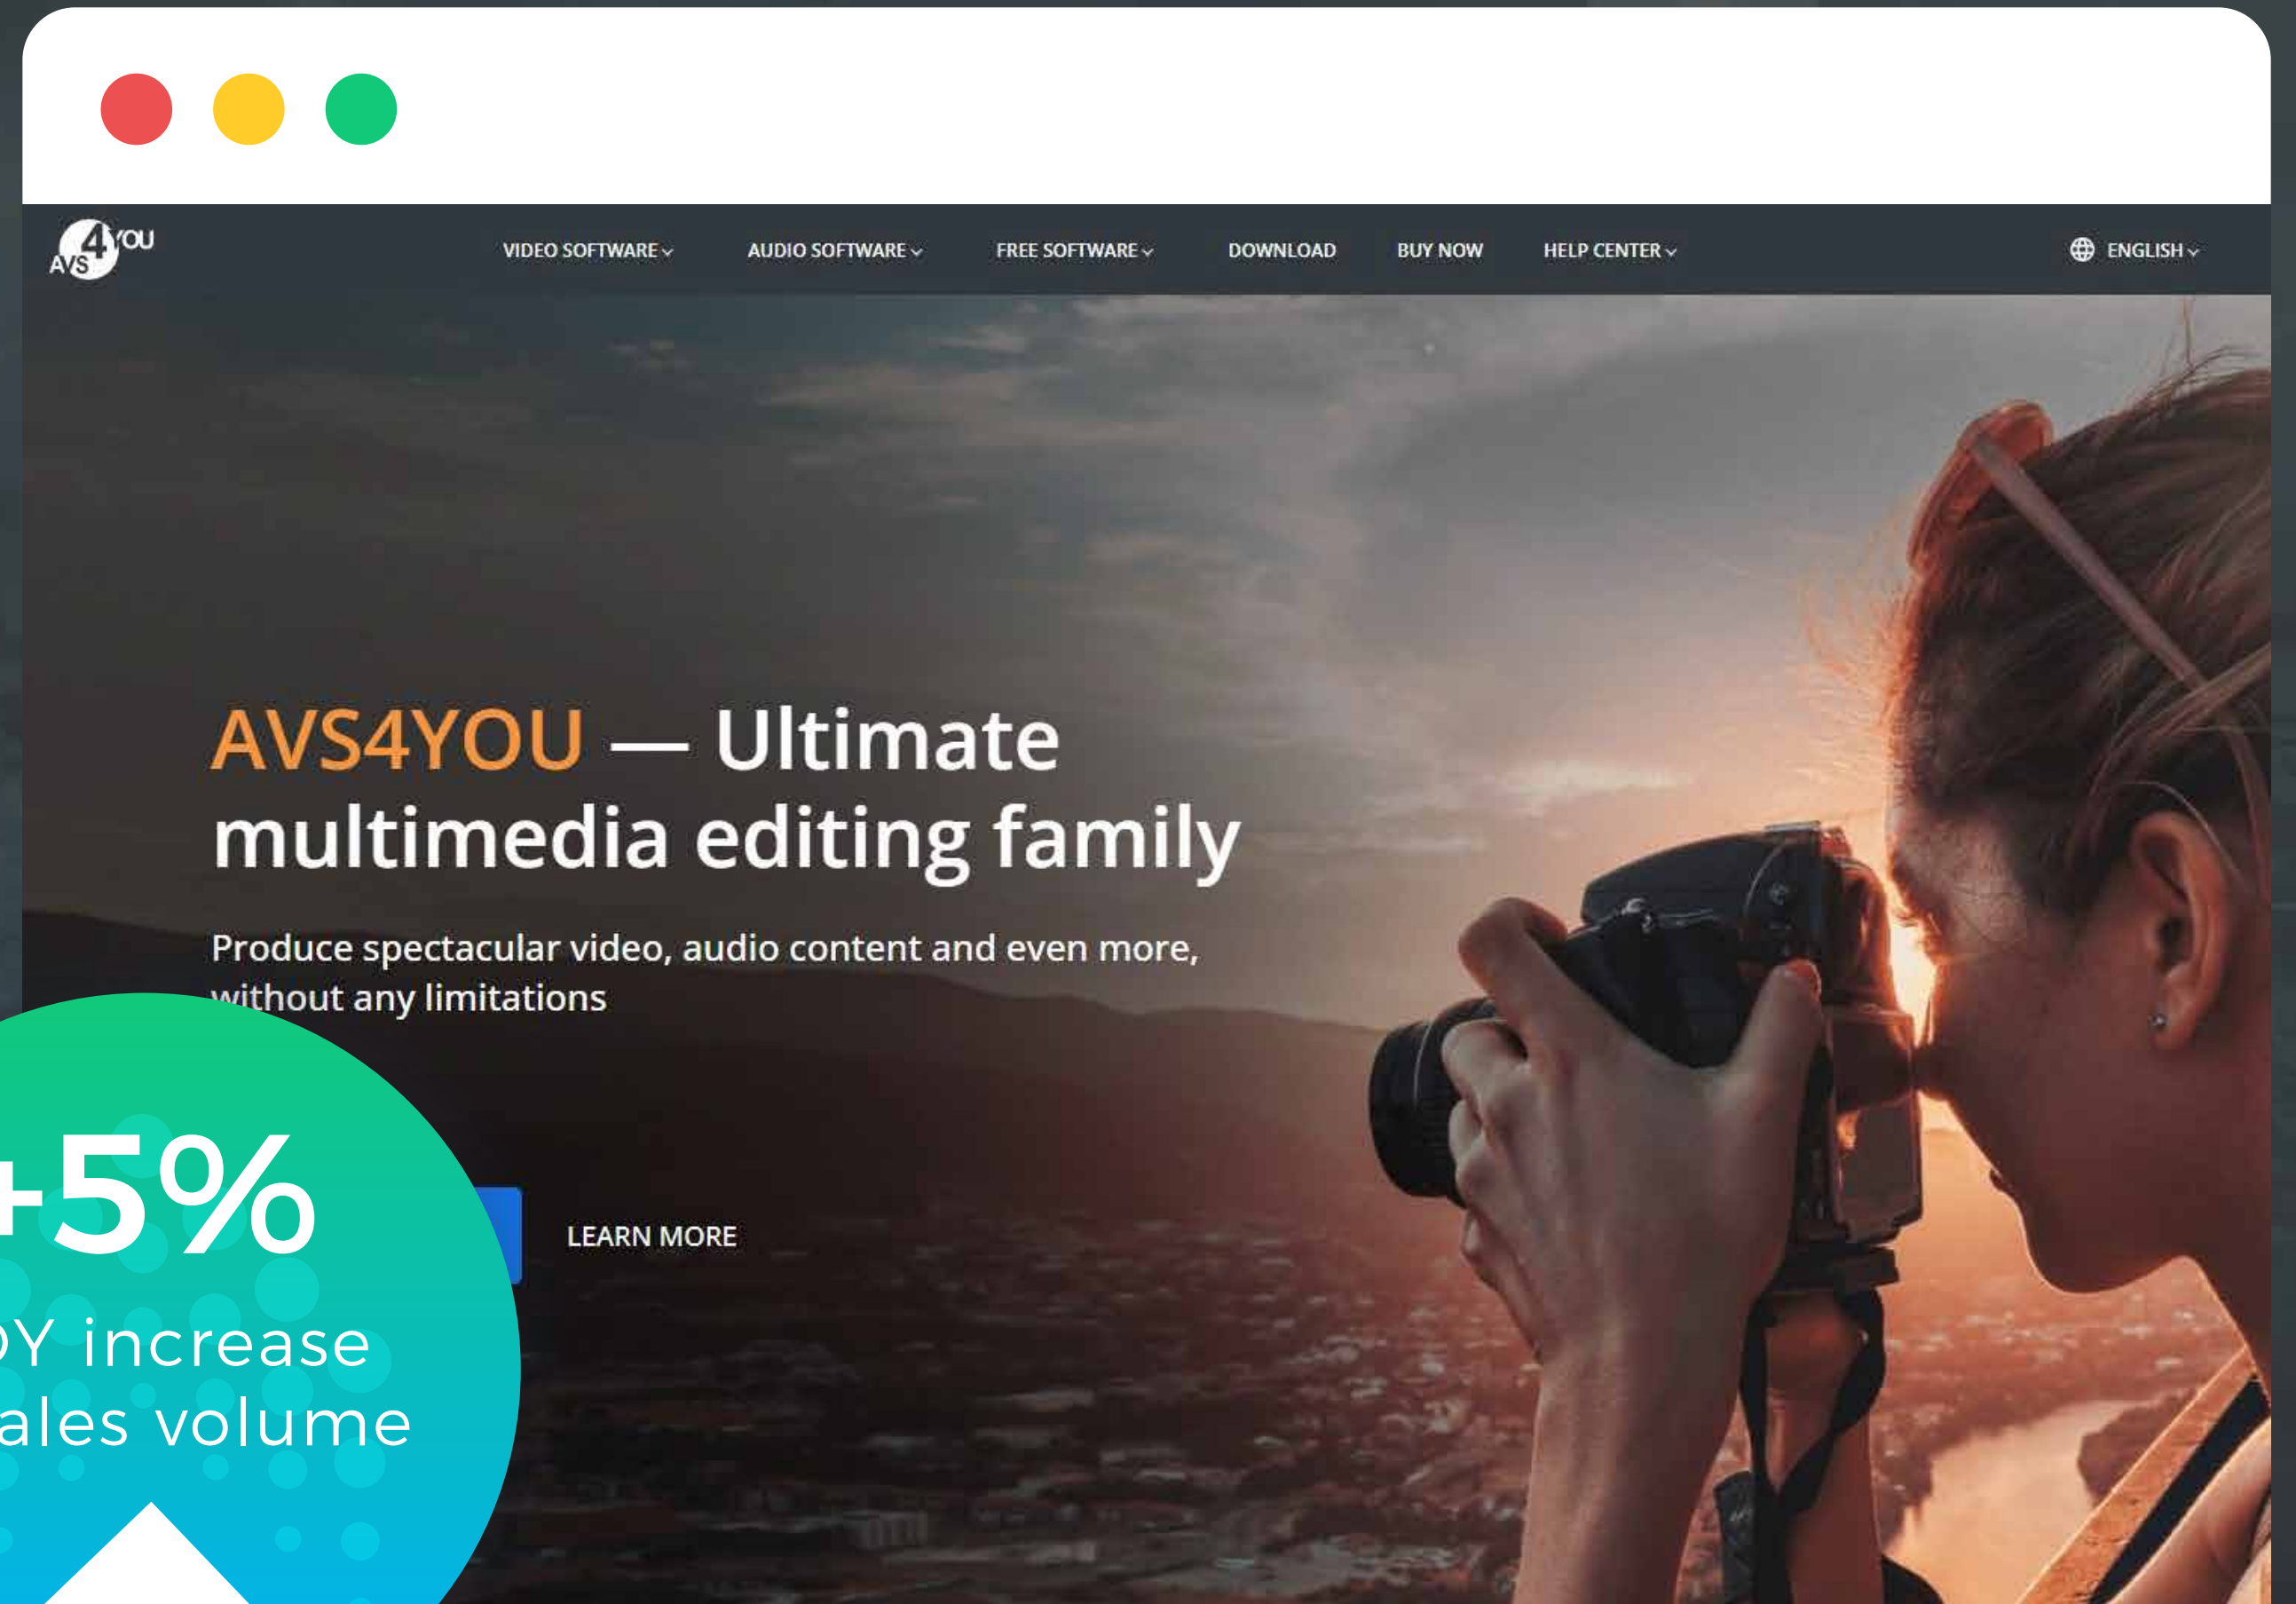 AVS4YOU
VIDEO SOFTWARE
AUDIO SOFTWARE
FREE SOFTWARE
DOWNLOAD
BUY NOW
HELP CENTER
ENGLISH
AVS4YOU — Ultimate
multimedia editing family
Produce spectacular video, audio content and even more,
without any limitations
LEARN MORE
+5%
increase
volume